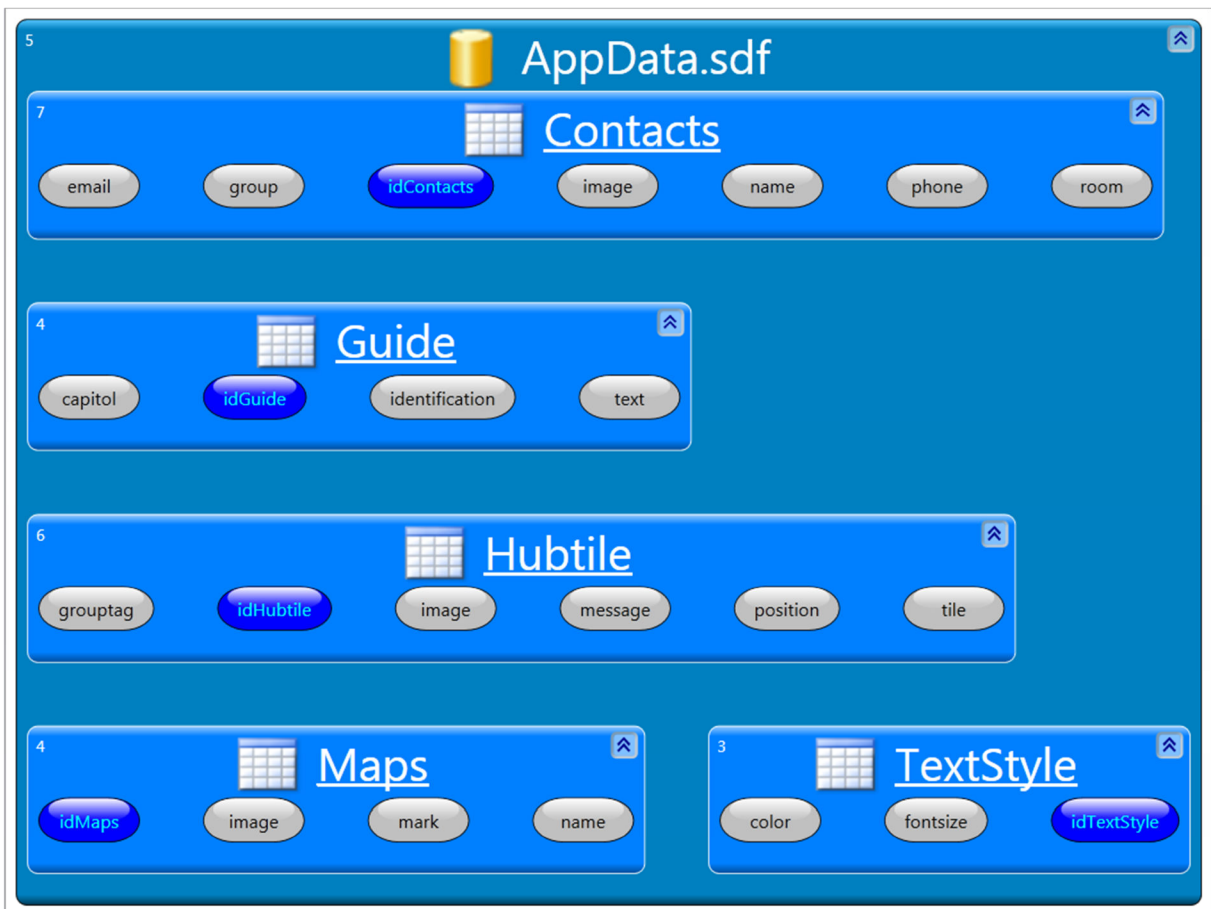 5
AppData.sdf
7
Contacts
email group idContacts image name phone room
4
Guide
capitol idGuide identification text
6
Hubtile
grouptag idHubtile image message position tile
4
Maps
idMaps image mark name
3
TextStyle
color fontsize idTextStyle